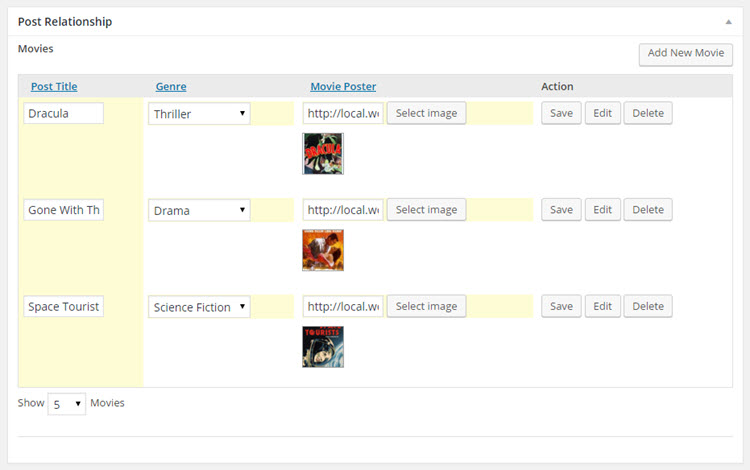 Post Relationship
Movies
Add New Movie
Post Title Genre Movie Poster Action
Dracula Thriller http://local.w Select image Save Edit Delete
DRACULA
Gone With Th Drama http://local.w Select image Save Edit Delete
Space Tourist Science Fiction http://local.w Select image Save Edit Delete
TOURISTS
Show 5 Movies